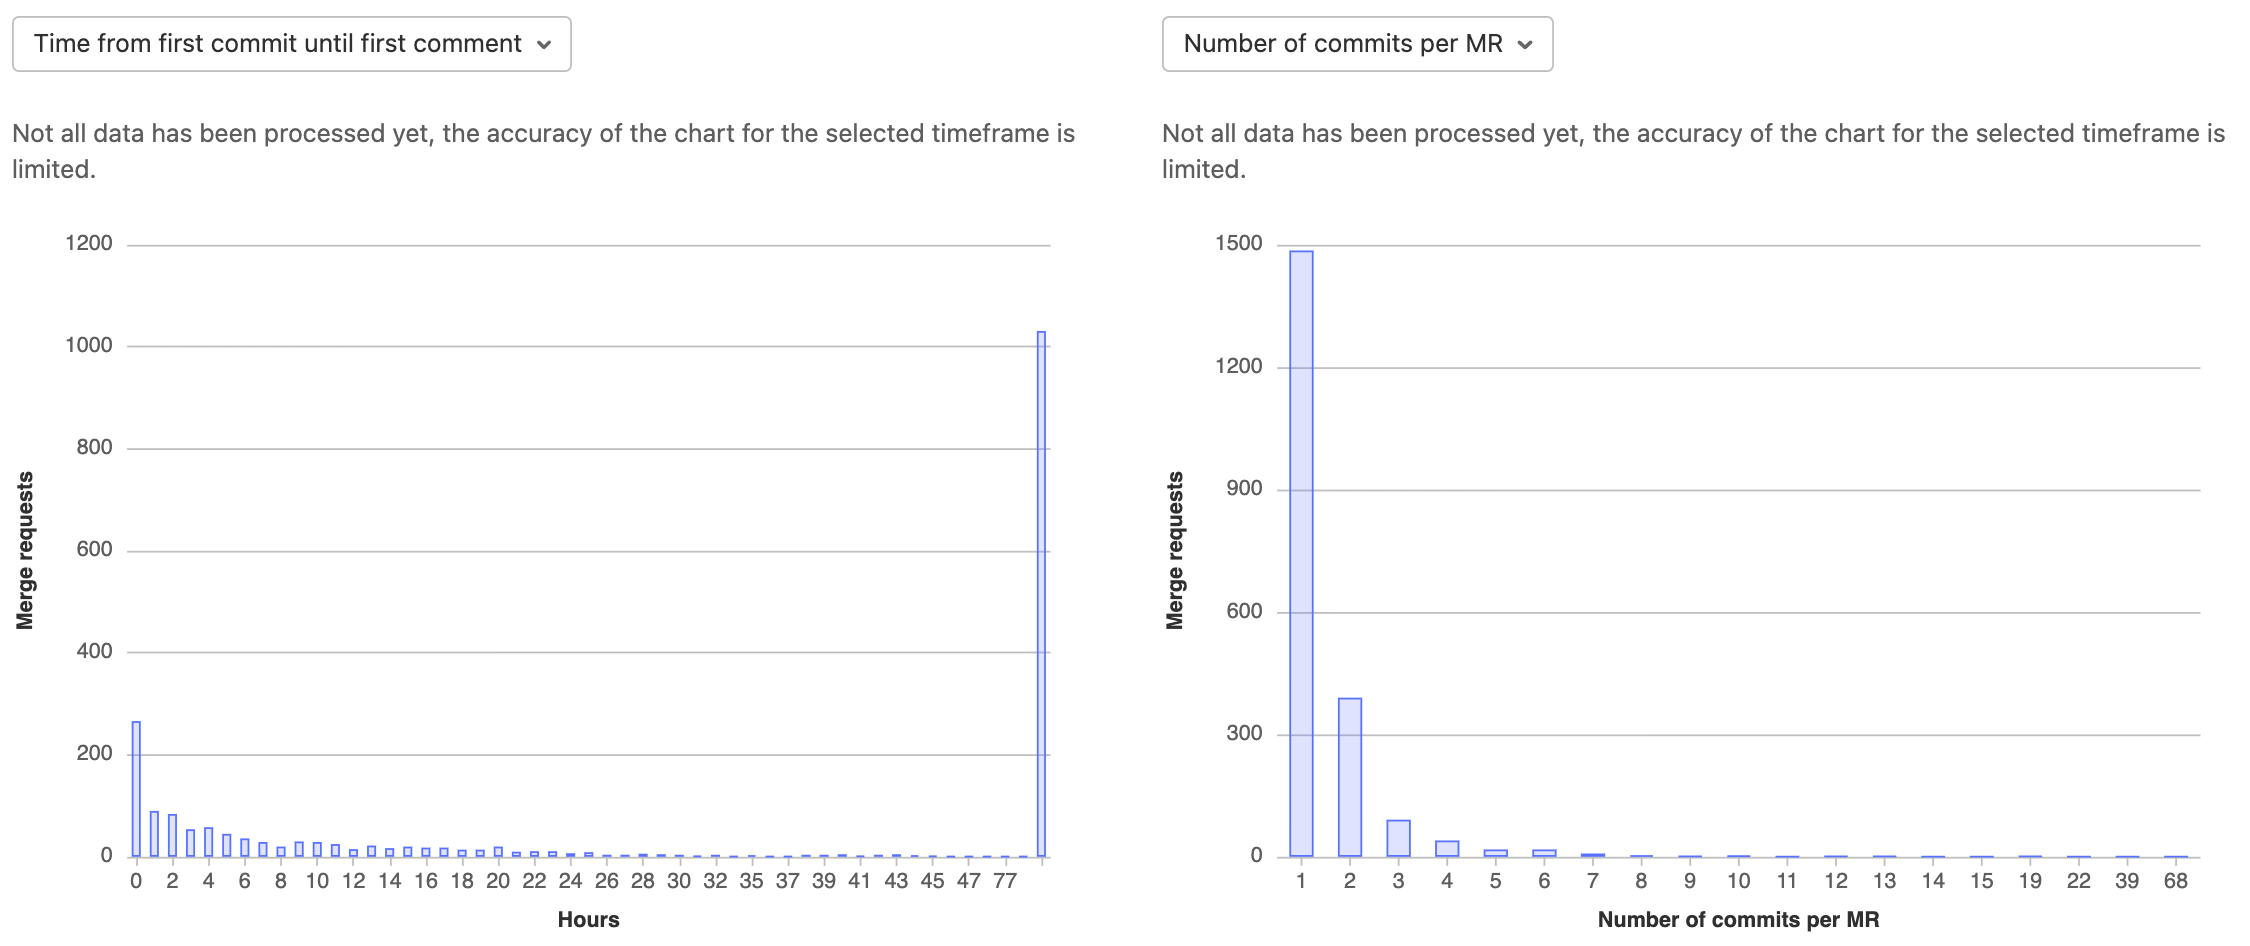 Time from first commit until first comment
Not all data has been processed yet, the accuracy of the chart for the selected timeframe is
limited.
1200
1000
800
600
400
200
0
Merge requests
0 2 4 6 8 10 12 14 16 18 20 22 24 26 28 30 32 35 37 39 41 43 45 47 77
Hours
Number of commits per MR
Not all data has been processed yet, the accuracy of the chart for the selected timeframe is
limited.
1500
1200
900
600
300
0
Merge requests
1 2 3 4 5 6 7 8 9 10 11 12 13 14 15 19 22 39 68
Number of commits per MR